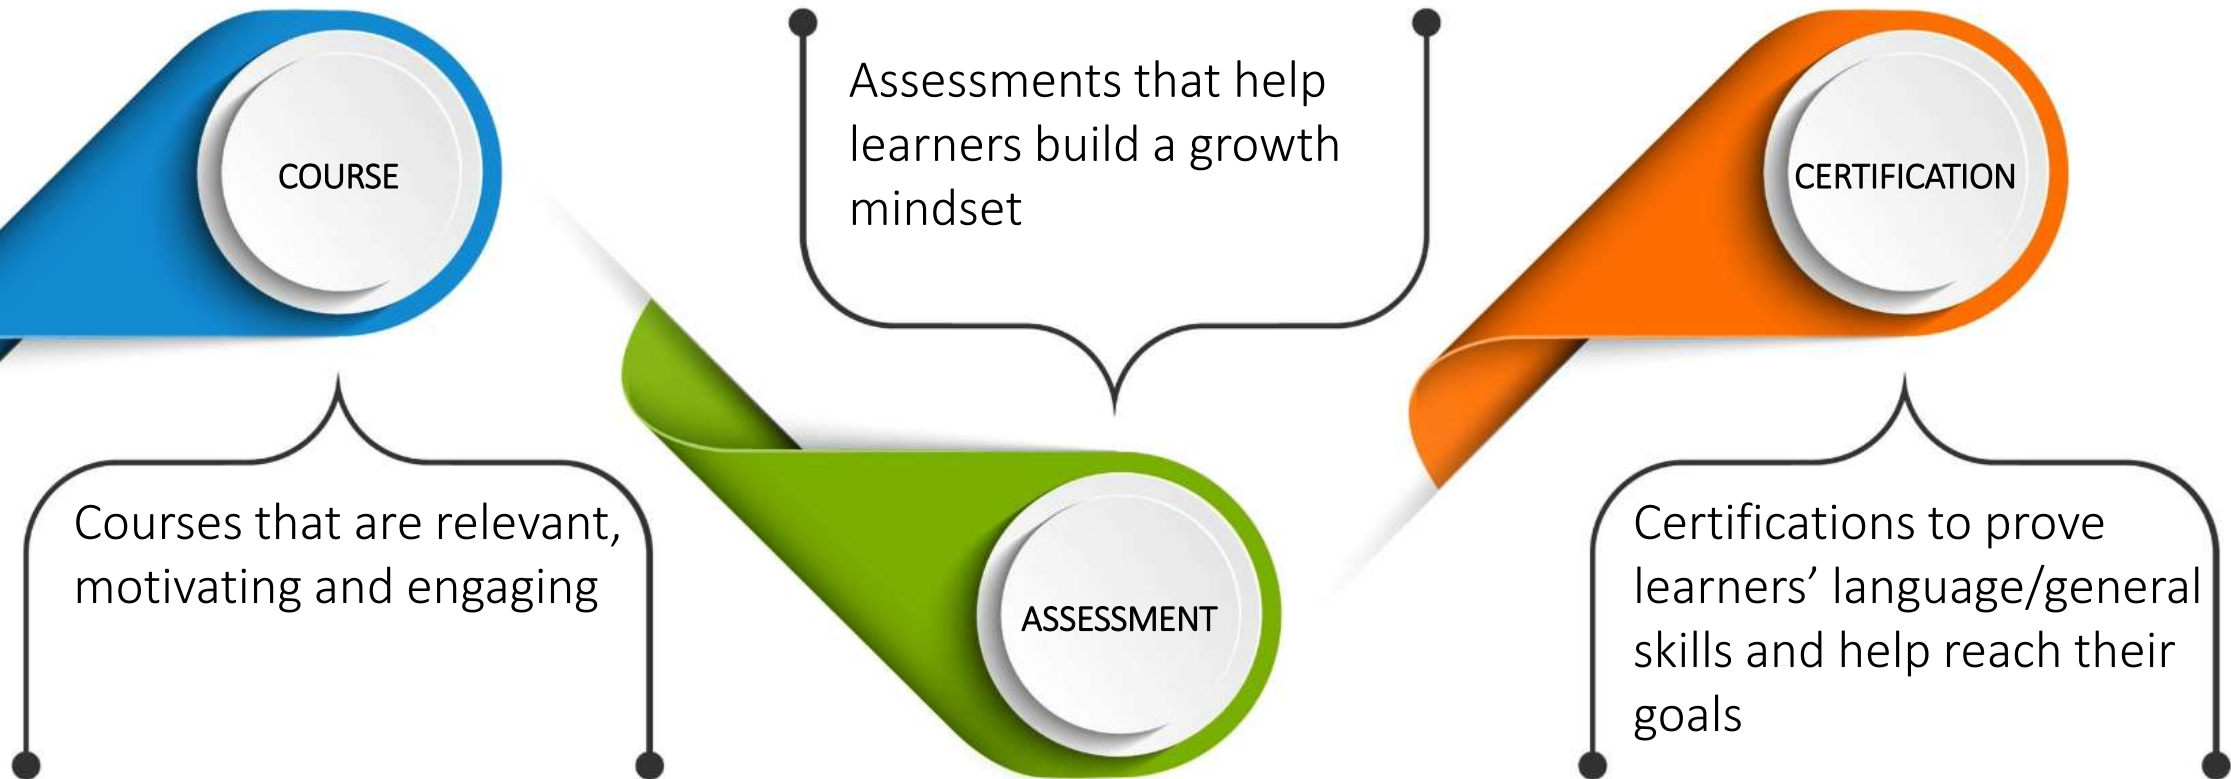 COURSE
Courses that are relevant,
motivating and engaging
Assessments that help
learners build a growth
mindset
ASSESSMENT
CERTIFICATION
Certifications to prove
learners’ language/general
skills and help reach their
goals